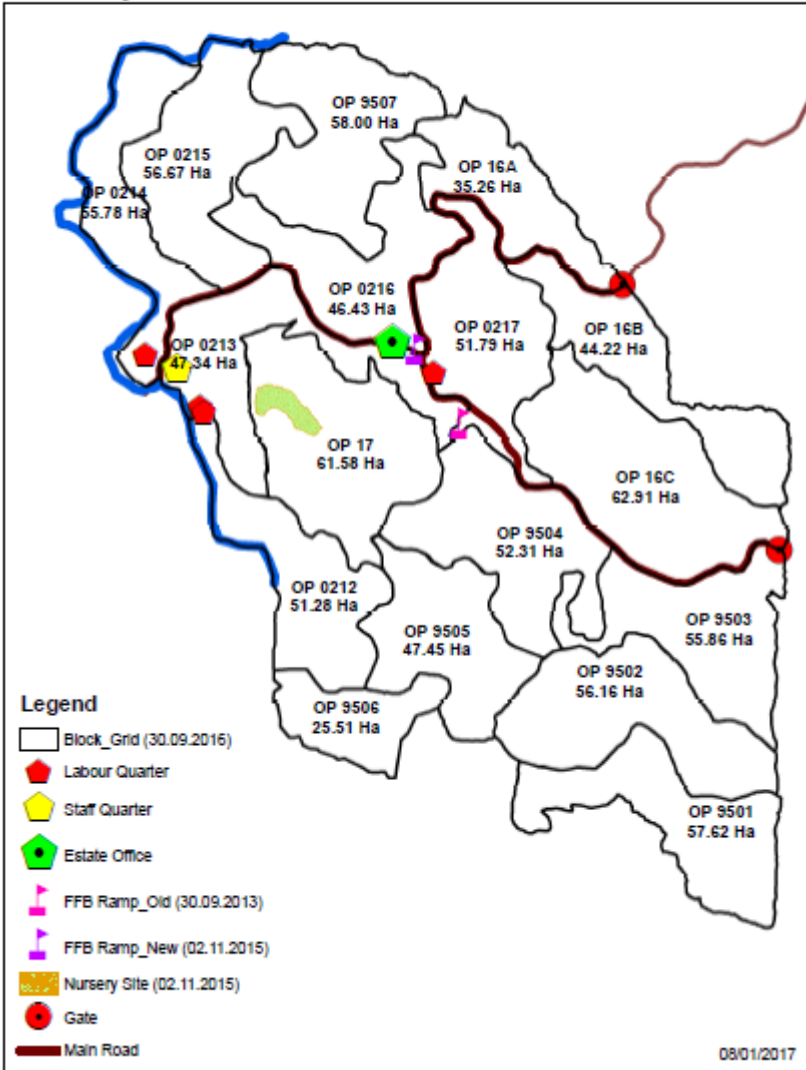 OP 9507
58.00 Ha
OP 0215
56.67 Ha
OP 16A
35.26 Ha
OP 0214
55.78 Ha
OP 0216
46.43 Ha
OP 0217
51.79 Ha
OP 16B
44.22 Ha
OP 0213
47.34 Ha
OP 17
61.58 Ha
OP 16C
62.91 Ha
OP 9504
52.31 Ha
OP 0212
51.28 Ha
OP 9505
47.45 Ha
OP 9503
55.86 Ha
OP 9502
56.16 Ha
OP 9506
25.51 Ha
OP 9501
57.62 Ha
Legend
Block_Grid (30.09.2016)
Labour Quarter
Staff Quarter
Estate Office
FFB Ramp_Old (30.09.2013)
FFB Ramp_New (02.11.2015)
Nursery Site (02.11.2015)
Gate
Main Road
08/01/2017